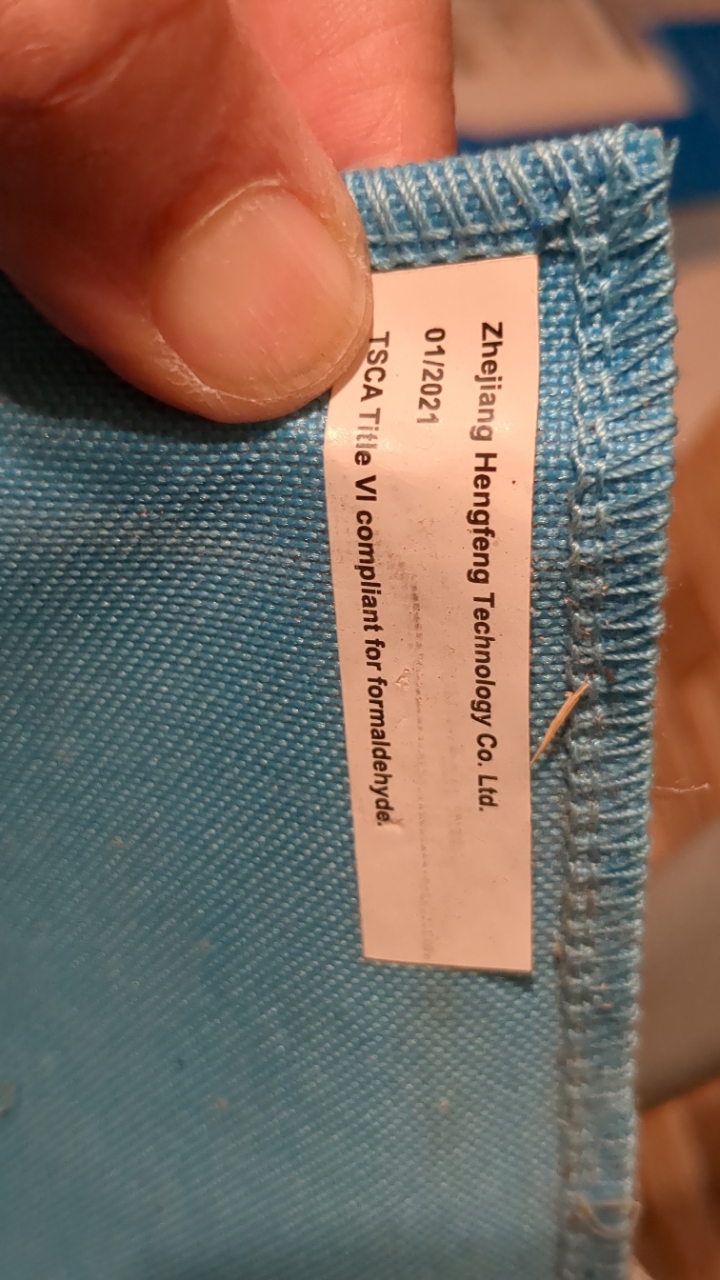 Zhejiang Hengfeng Technology Co. Ltd.
01/2021
TSCA Title VI compliant for formaldehyde.